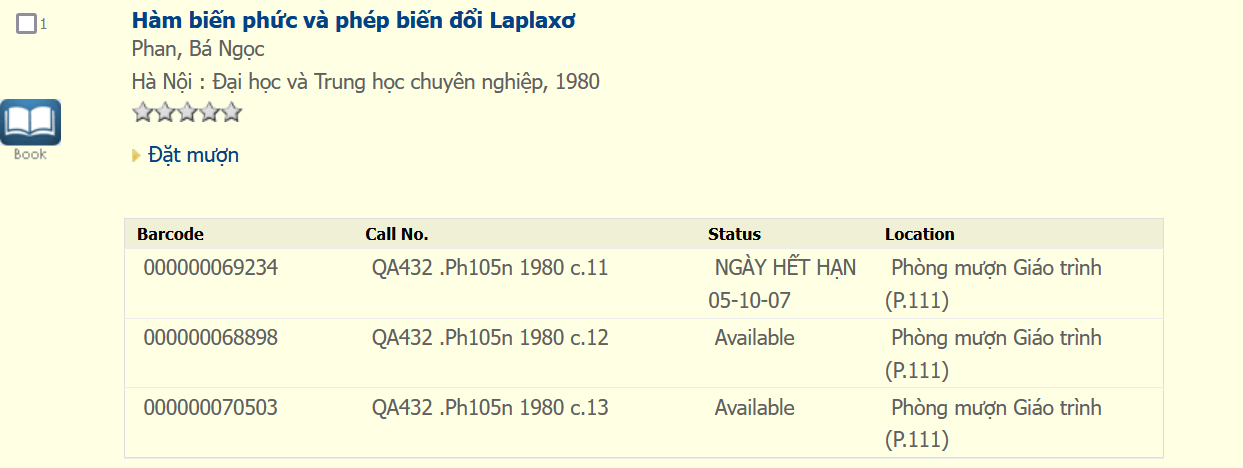 1
Hàm biến phức và phép biến đổi Laplaxơ
Phan, Bá Ngọc
Hà Nội : Đại học và Trung học chuyên nghiệp, 1980
Book
Đặt mượn
Barcode Call No. Status Location
000000069234 QA432 .Ph105n 1980 c.11 NGÀY HẾT HẠN Phòng mượn Giáo trình
05-10-07 (P.111)
000000068898 QA432 .Ph105n 1980 c.12 Available Phòng mượn Giáo trình
(P.111)
000000070503 QA432 .Ph105n 1980 c.13 Available Phòng mượn Giáo trình
(P.111)